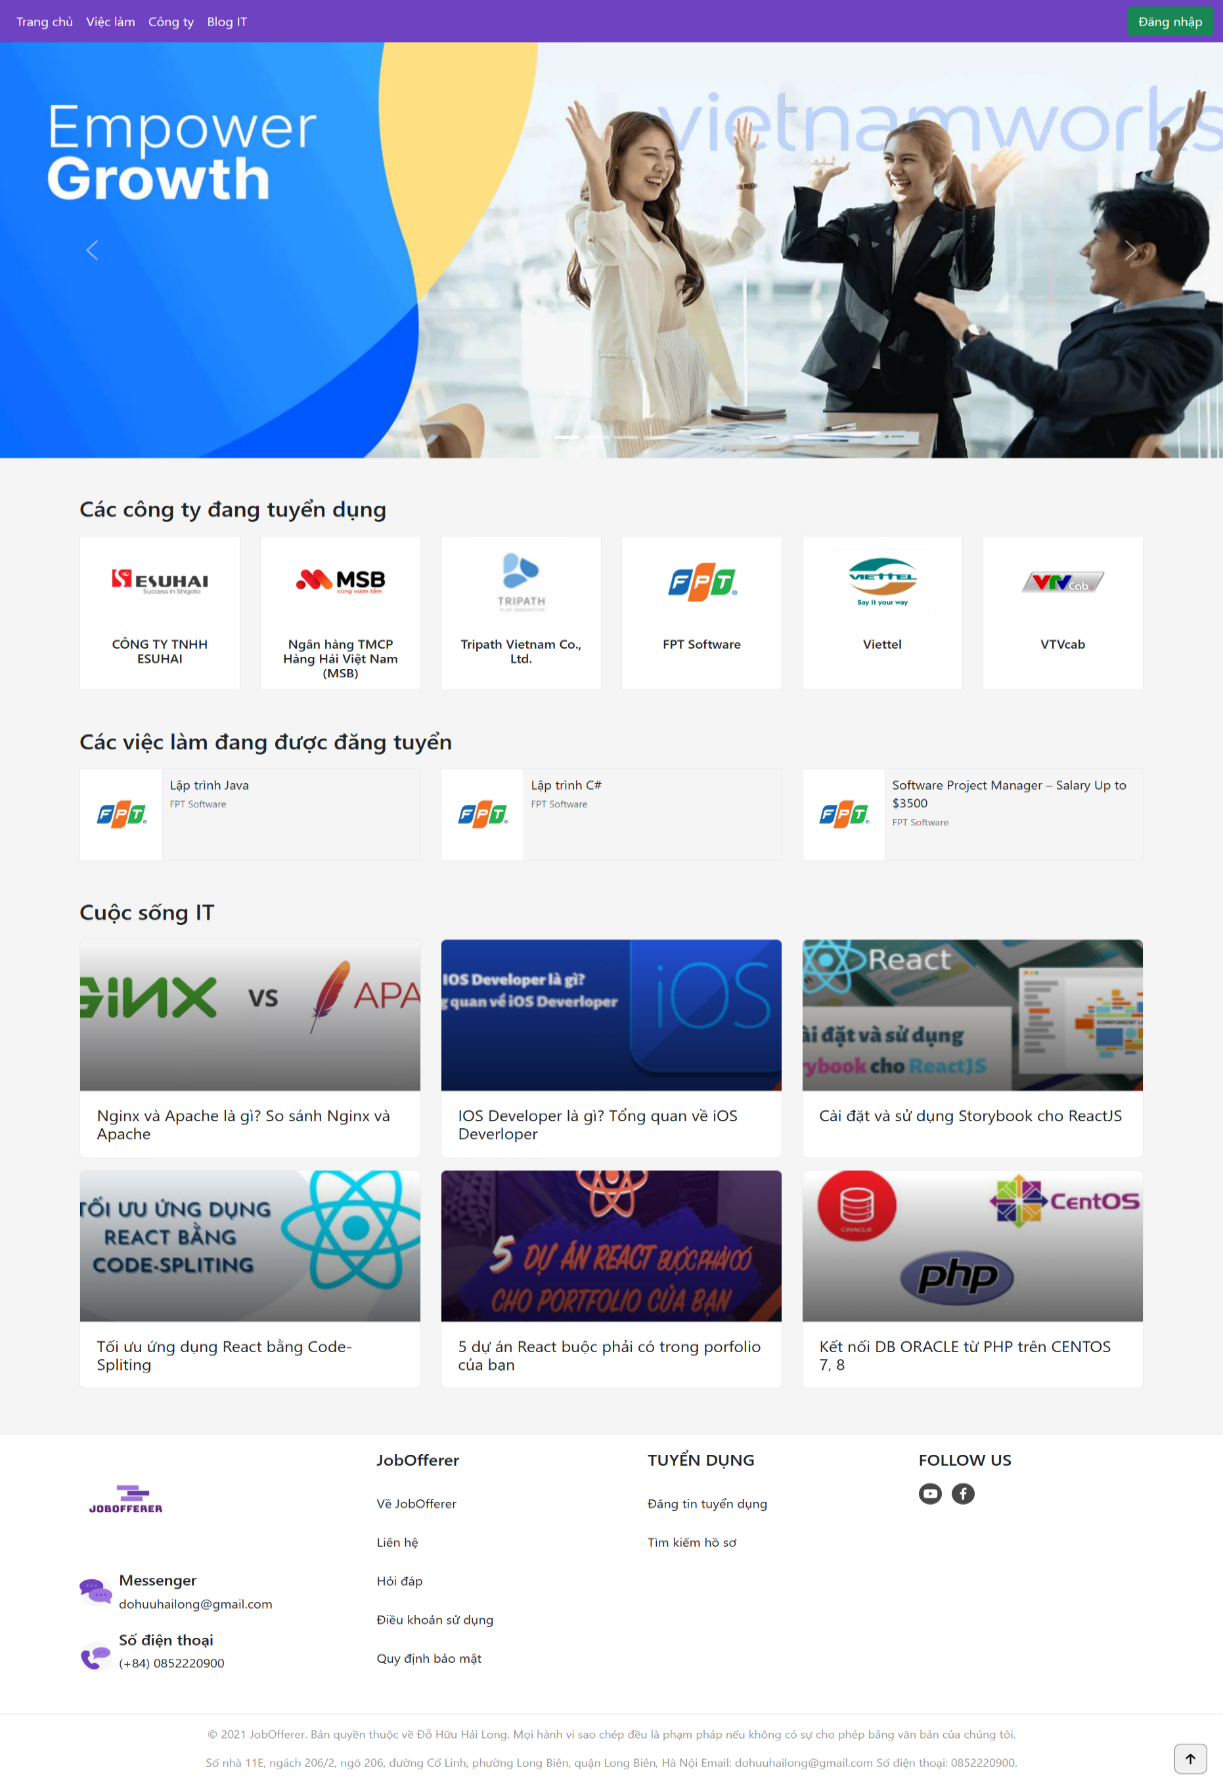 Trang chủ Việc làm Công ty Blog IT Đăng nhập
Empower
Growth
vietnamworks
Các công ty đang tuyển dụng
ESUHAI
Success in Shigoto
MSB
cùng vươn tầm
TRIPATH
FPT
VIETTEL
Say it your way
VTVCab
CÔNG TY TNHH
ESUHAI
Ngân hàng TMCP
Hàng Hải Việt Nam
(MSB)
Tripath Vietnam Co.,
Ltd.
FPT Software
Viettel
VTVcab
Các việc làm đang được đăng tuyển
FPT
Lập trình Java
FPT Software
FPT
Lập trình C#
FPT Software
FPT
Software Project Manager – Salary Up to
$3500
FPT Software
Cuộc sống IT
GiNX VS APA
IOS Developer là gì?
g quan về iOS Deverloper
iOS
React
ài đặt và sử dụng
rybook cho ReactJS
COMPONENT LI
Nginx và Apache là gì? So sánh Nginx và
Apache
IOS Developer là gì? Tổng quan về iOS
Deverloper
Cài đặt và sử dụng Storybook cho ReactJS
TỐI ƯU ỨNG DỤNG
REACT BẰNG
CODE-SPLITING
5 DỰ ÁN REACT BUỘC PHẢI CÓ
CHO PORTFOLIO CỦA BẠN
ORACLE
CentOS
php
Tối ưu ứng dụng React bằng Code-
Spliting
5 dự án React buộc phải có trong porfolio
của bạn
Kết nối DB ORACLE từ PHP trên CENTOS
7, 8
JOBOFFERER
Messenger
dohuuhailong@gmail.com
Số điện thoại
(+84) 0852220900
JobOfferer
Về JobOfferer
Liên hệ
Hỏi đáp
Điều khoản sử dụng
Quy định bảo mật
TUYỂN DỤNG
Đăng tin tuyển dụng
Tìm kiếm hồ sơ
FOLLOW US
© 2021 JobOfferer. Bản quyền thuộc về Đỗ Hữu Hải Long. Mọi hành vi sao chép đều là phạm pháp nếu không có sự cho phép bằng văn bản của chúng tôi.
Số nhà 11E, ngách 206/2, ngõ 206, đường Cổ Linh, phường Long Biên, quận Long Biên, Hà Nội Email: dohuuhailong@gmail.com Số điện thoại: 0852220900.